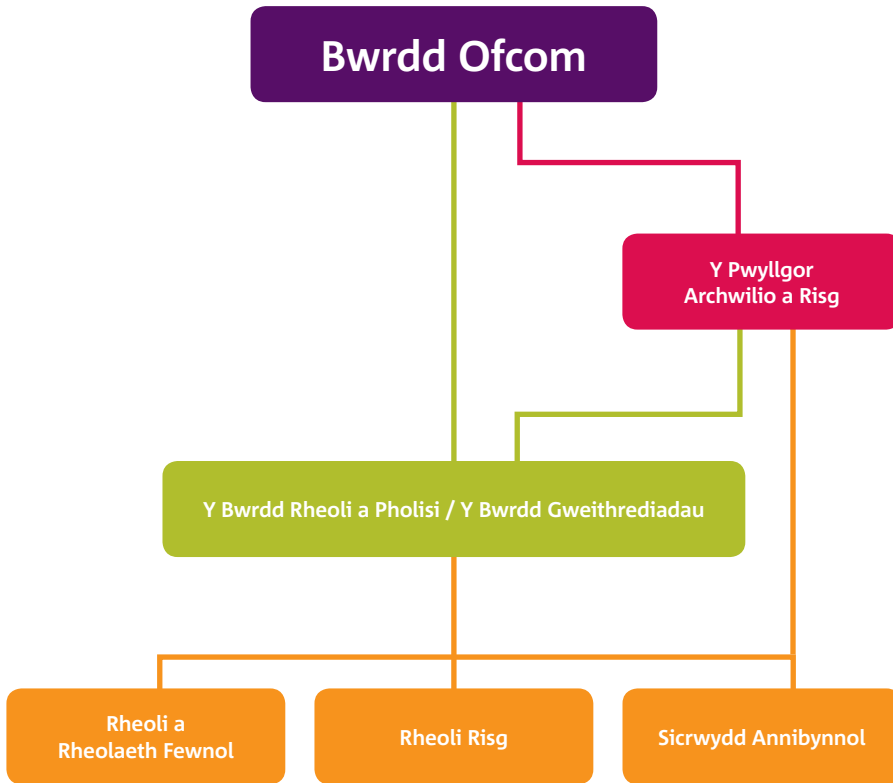 Bwrdd Ofcom
Y Pwyllgor
Archwilio a Risg
Y Bwrdd Rheoli a Pholisi / Y Bwrdd Gweithrediadau
Rheoli a
Rheolaeth Fewnol
Rheoli Risg
Sicrwydd Annibynnol